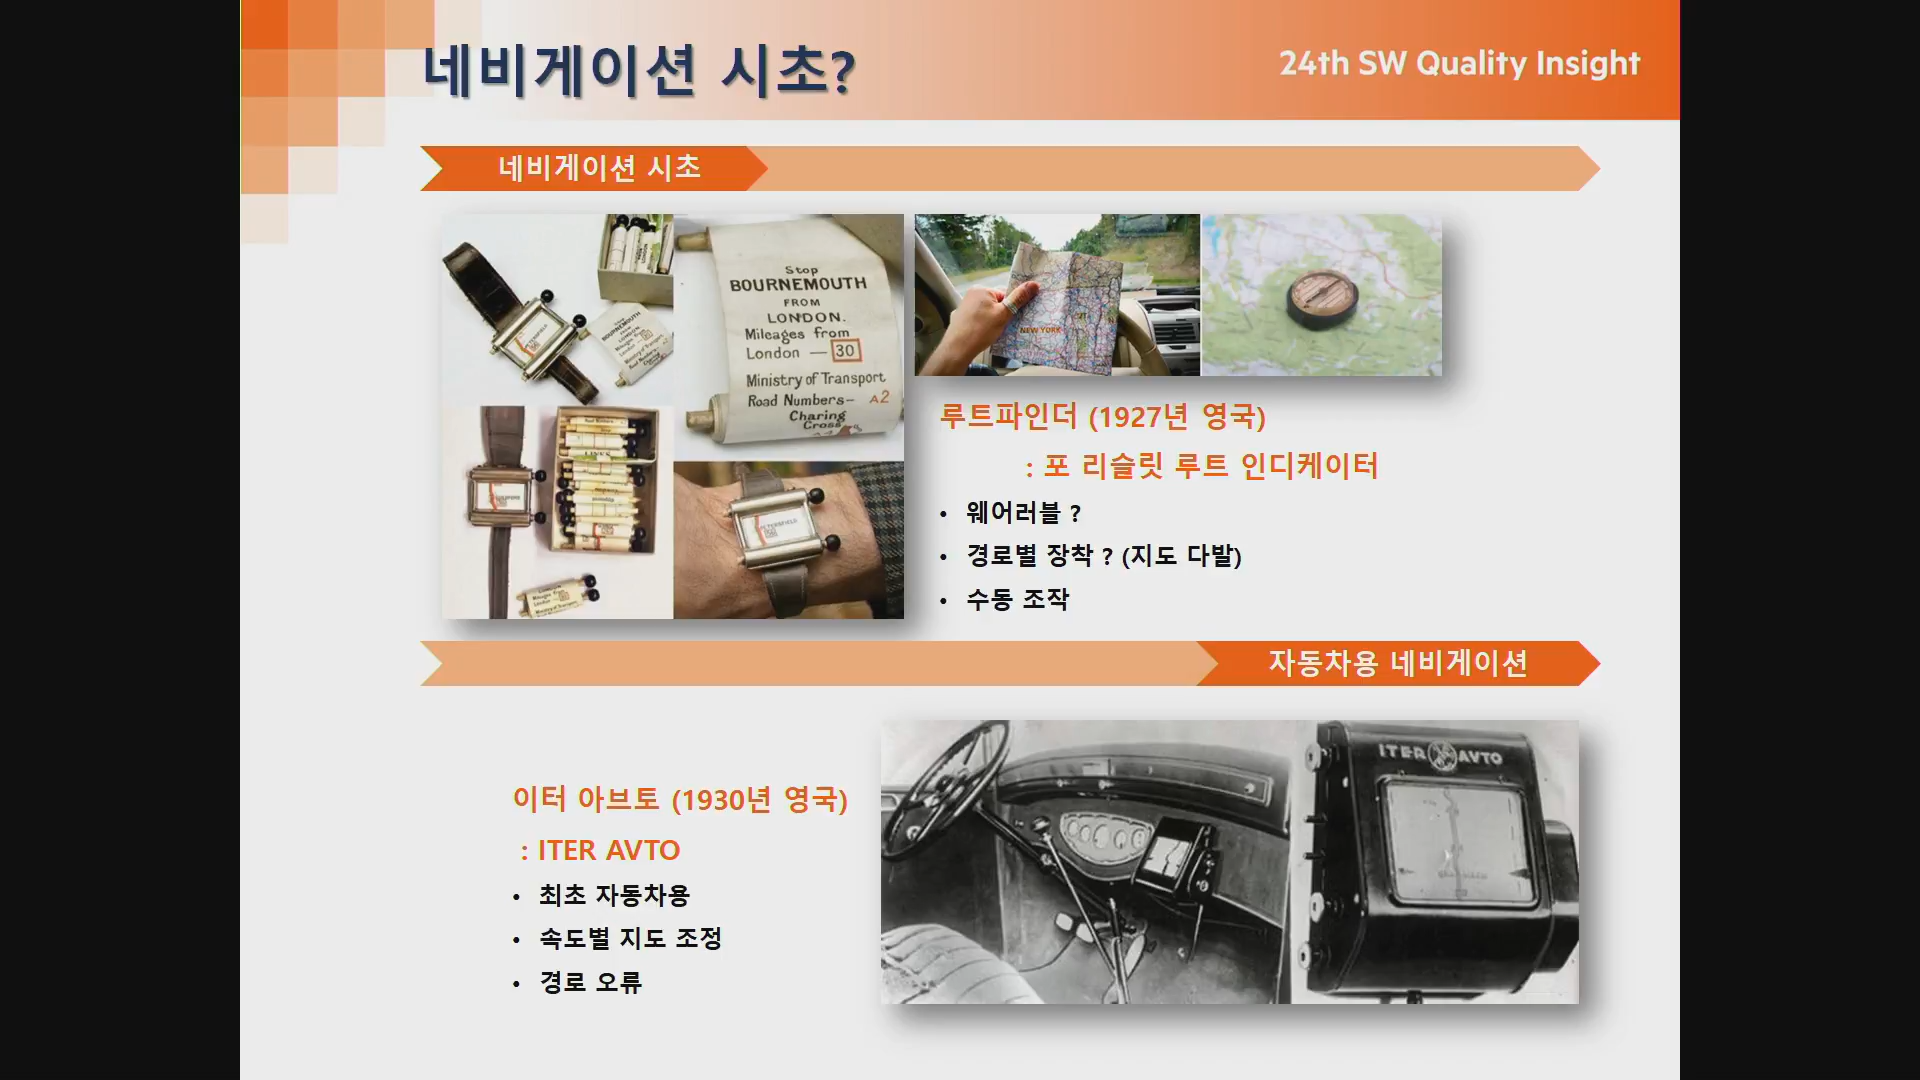 네비게이션 시초?
24th SW Quality Insight
네비게이션 시초
Stop
BOURNEMOUTH
FROM
LONDON.
Mileages from
London — 30
Ministry of Transport
Road Numbers— A2
Charing
Cross
NEW YORK
루트파인더 (1927년 영국)
: 포 리슬릿 루트 인디케이터
• 웨어러블 ?
• 경로별 장착 ? (지도 다발)
• 수동 조작
자동차용 네비게이션
이터 아브토 (1930년 영국)
: ITER AVTO
• 최초 자동차용
• 속도별 지도 조정
• 경로 오류
ITER AVTO